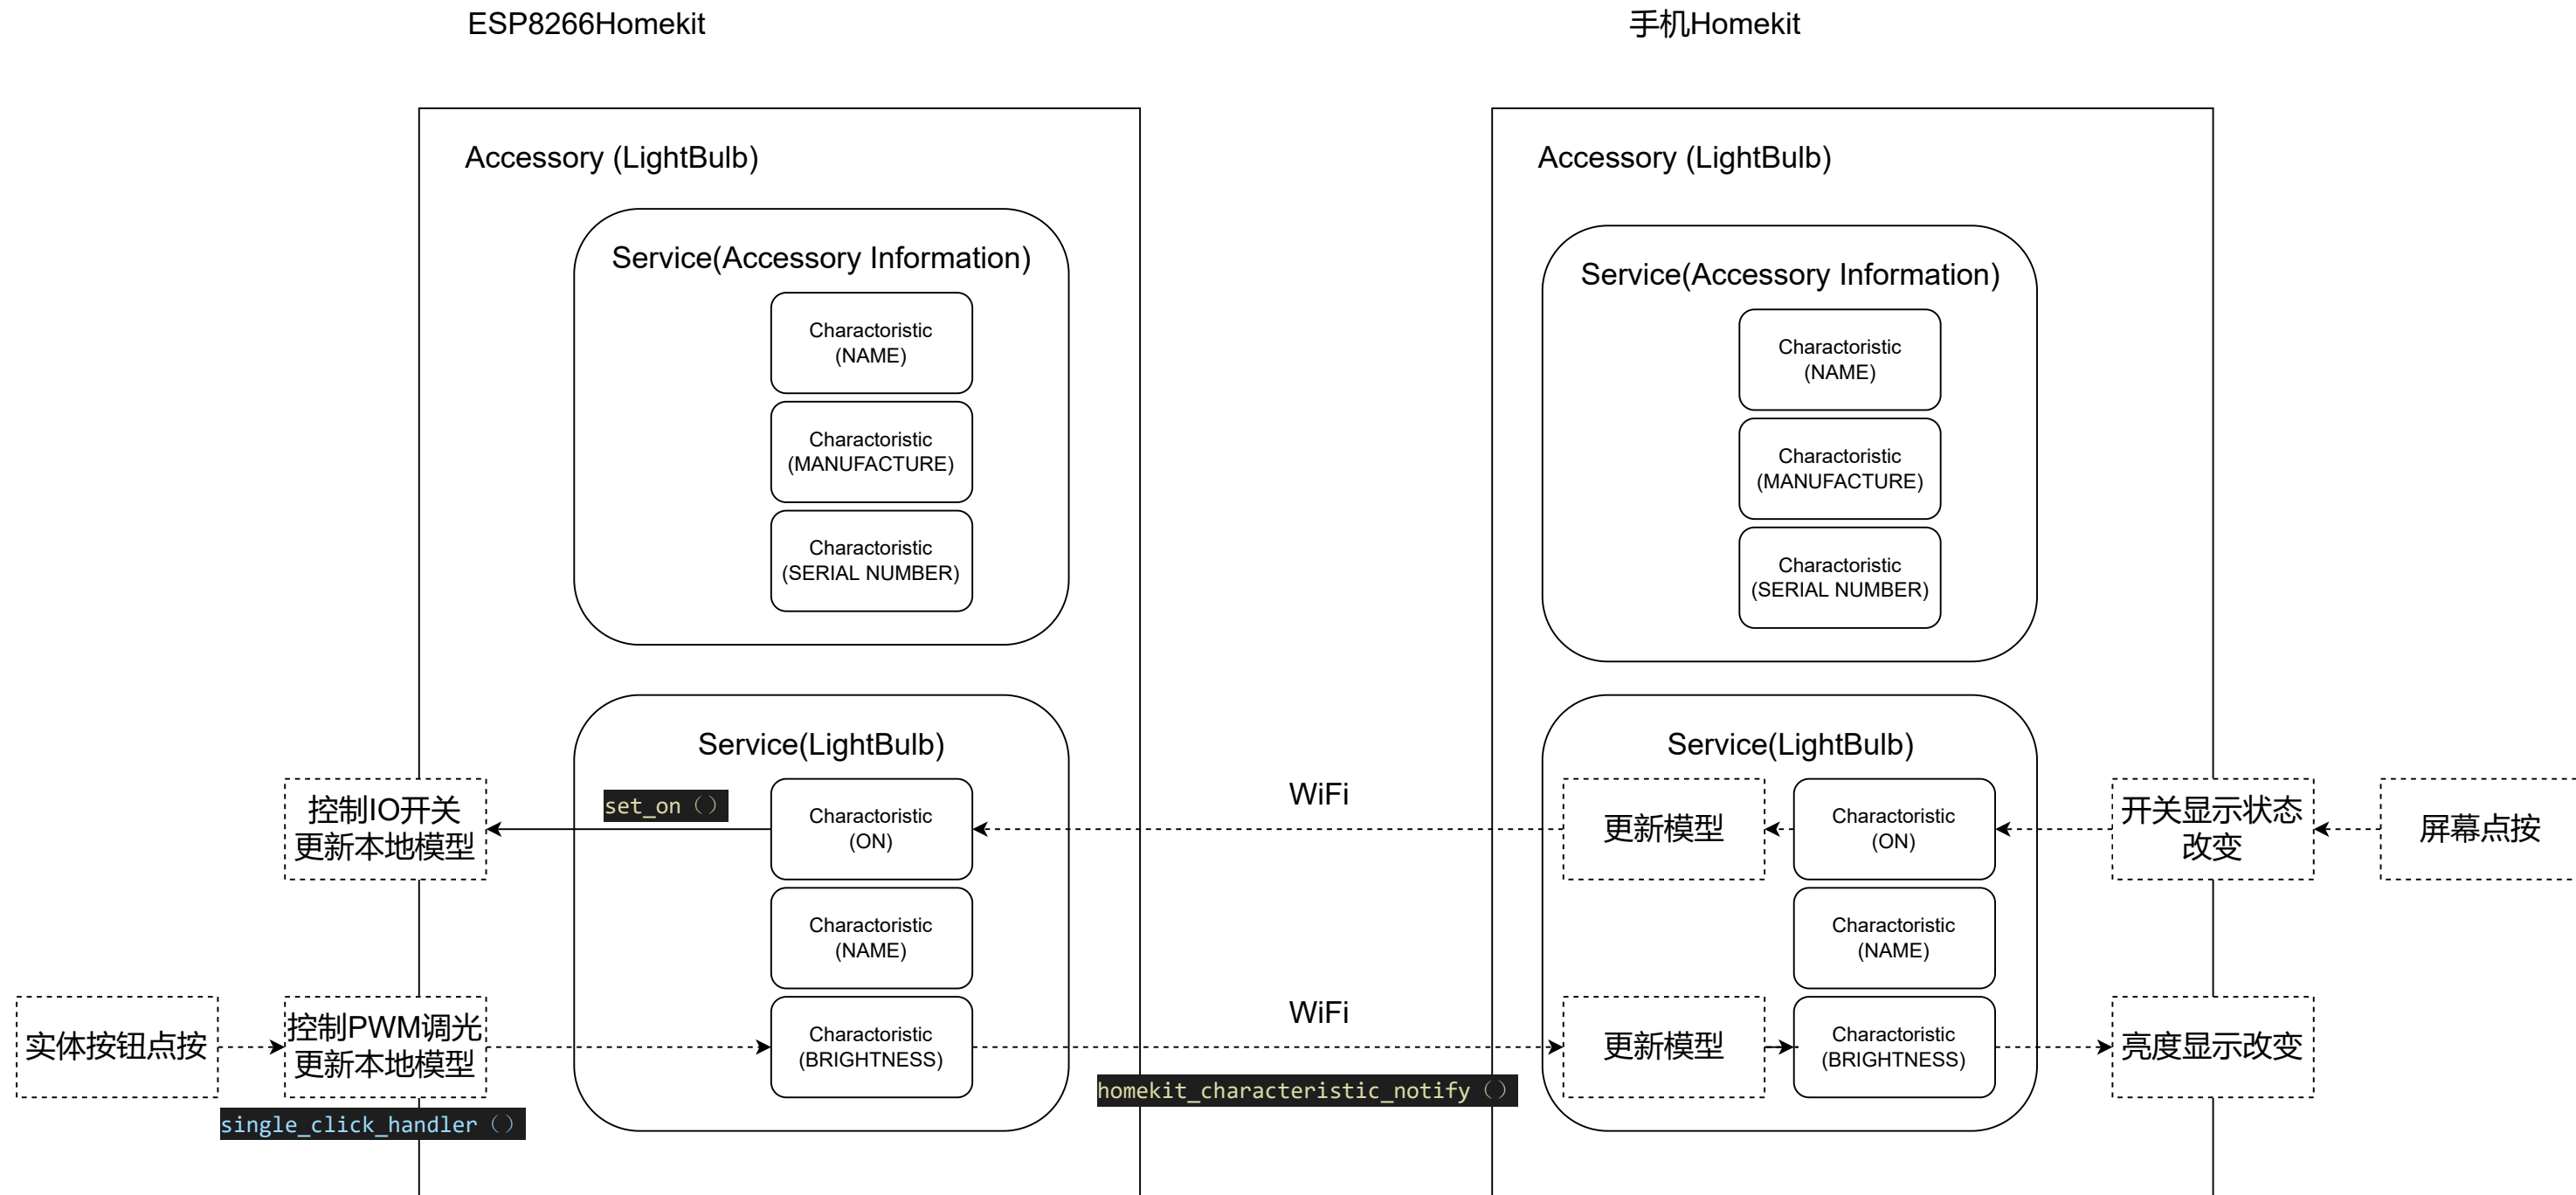 ESP8266Homekit
手机Homekit
Accessory (LightBulb)
Service(Accessory Information)
Charactoristic
(NAME)
Charactoristic
(MANUFACTURE)
Charactoristic
(SERIAL NUMBER)
Service(LightBulb)
set_on（）
Charactoristic
(ON)
Charactoristic
(NAME)
Charactoristic
(BRIGHTNESS)
控制IO开关
更新本地模型
实体按钮点按
控制PWM调光
更新本地模型
single_click_handler（）
WiFi
WiFi
homekit_characteristic_notify（）
Accessory (LightBulb)
Service(Accessory Information)
Charactoristic
(NAME)
Charactoristic
(MANUFACTURE)
Charactoristic
(SERIAL NUMBER)
Service(LightBulb)
更新模型
Charactoristic
(ON)
Charactoristic
(NAME)
更新模型
Charactoristic
(BRIGHTNESS)
开关显示状态
改变
屏幕点按
亮度显示改变